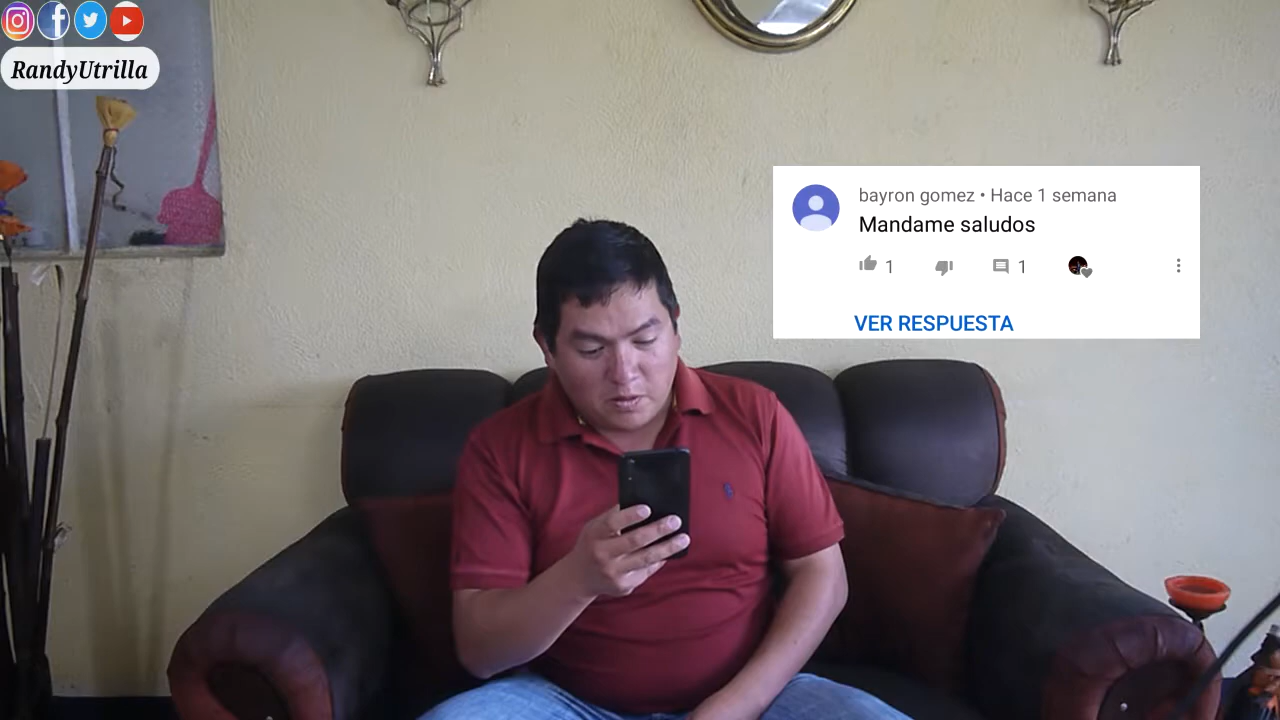 RandyUtrilla
bayron gomez • Hace 1 semana
Mandame saludos
1
1
VER RESPUESTA